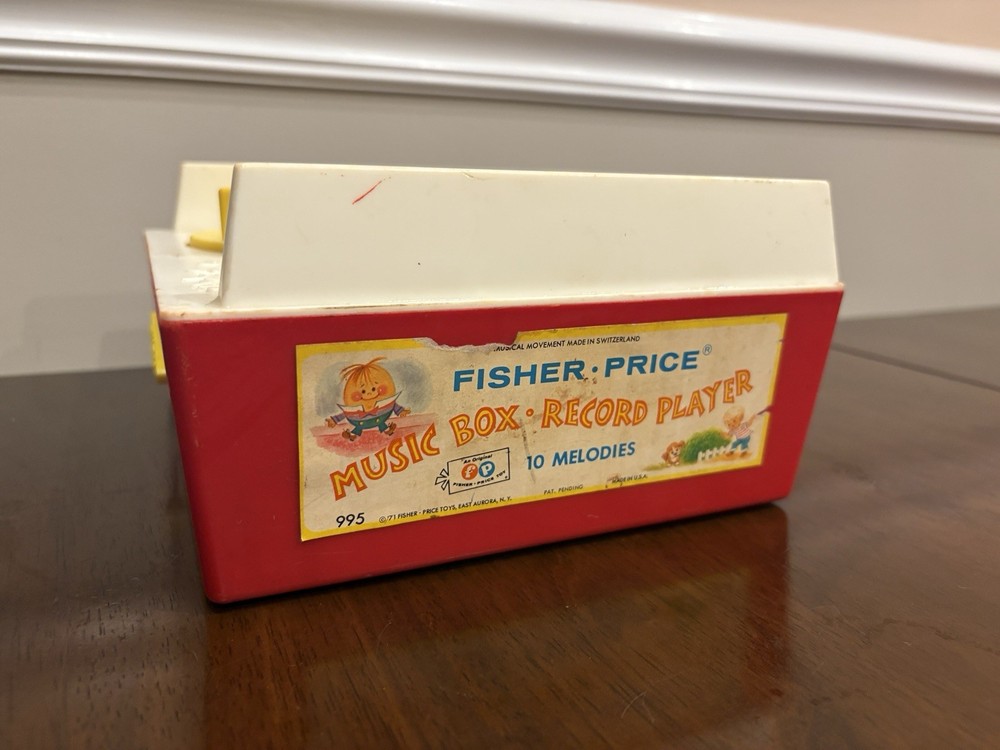 MUSICAL MOVEMENT MADE IN SWITZERLAND
FISHER·PRICE®
MUSIC BOX·RECORD PLAYER
10 MELODIES
An Original
fP
FISHER-PRICE TOY
995
©'71 FISHER-PRICE TOYS, EAST AURORA, N.Y.
PAT. PENDING
MADE IN U.S.A.